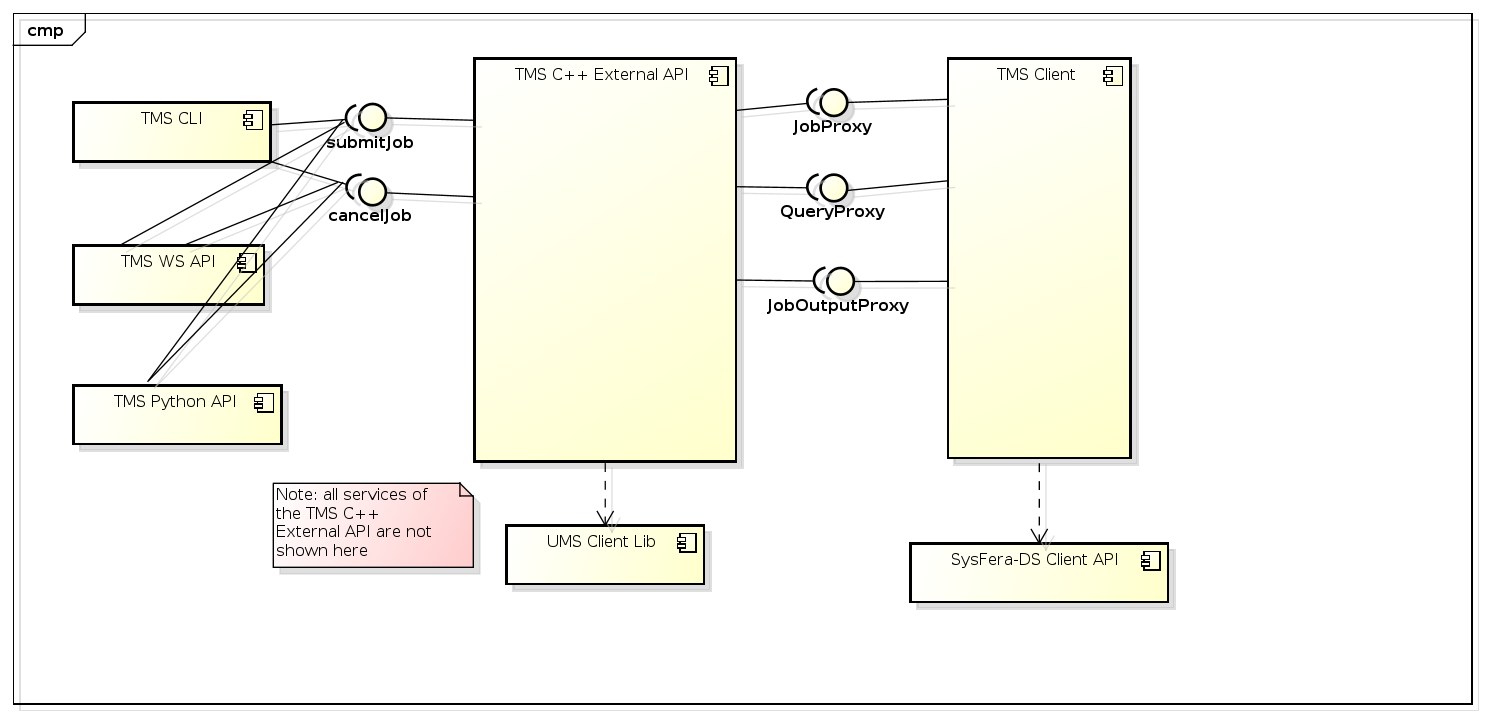 cmp
TMS C++ External API
TMS Client
TMS CLI
submitJob
JobProxy
cancelJob
QueryProxy
TMS WS API
JobOutputProxy
TMS Python API
Note: all services of
the TMS C++
External API are not
shown here
UMS Client Lib
SysFera-DS Client API